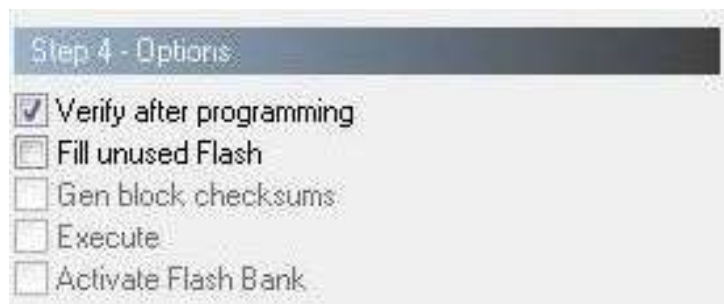 Step 4 - Options
Verify after programming
Fill unused Flash
Gen block checksums
Execute
Activate Flash Bank